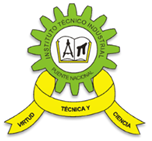 INSTITUTO TÉCNICO INDUSTRIAL
PUENTE NACIONAL
VIRTUD
TÉCNICA Y
CIENCIA